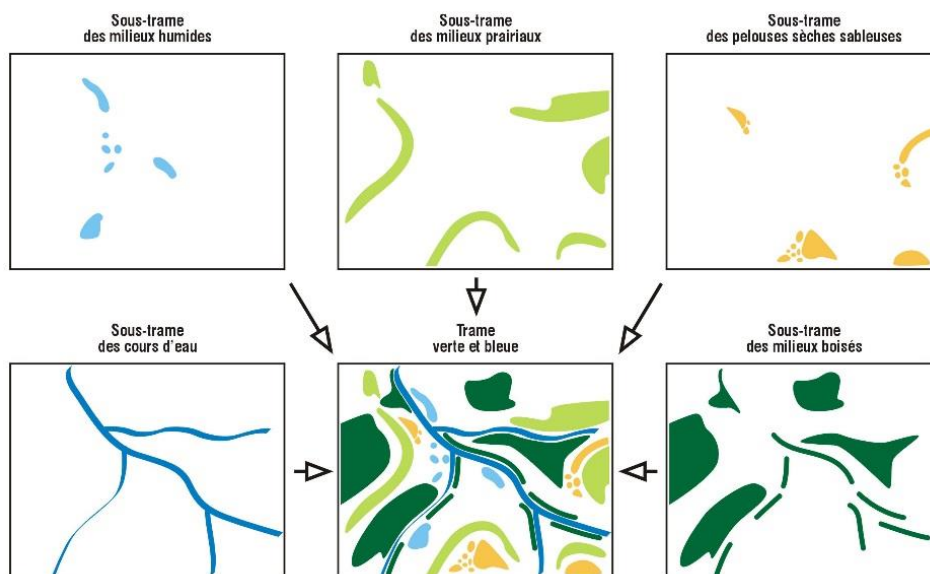 Sous-trame
des milieux humides
Sous-trame
des milieux prairiaux
Sous-trame
des pelouses sèches sableuses
Sous-trame
des cours d'eau
Trame
verte et bleue
Sous-trame
des milieux boisés